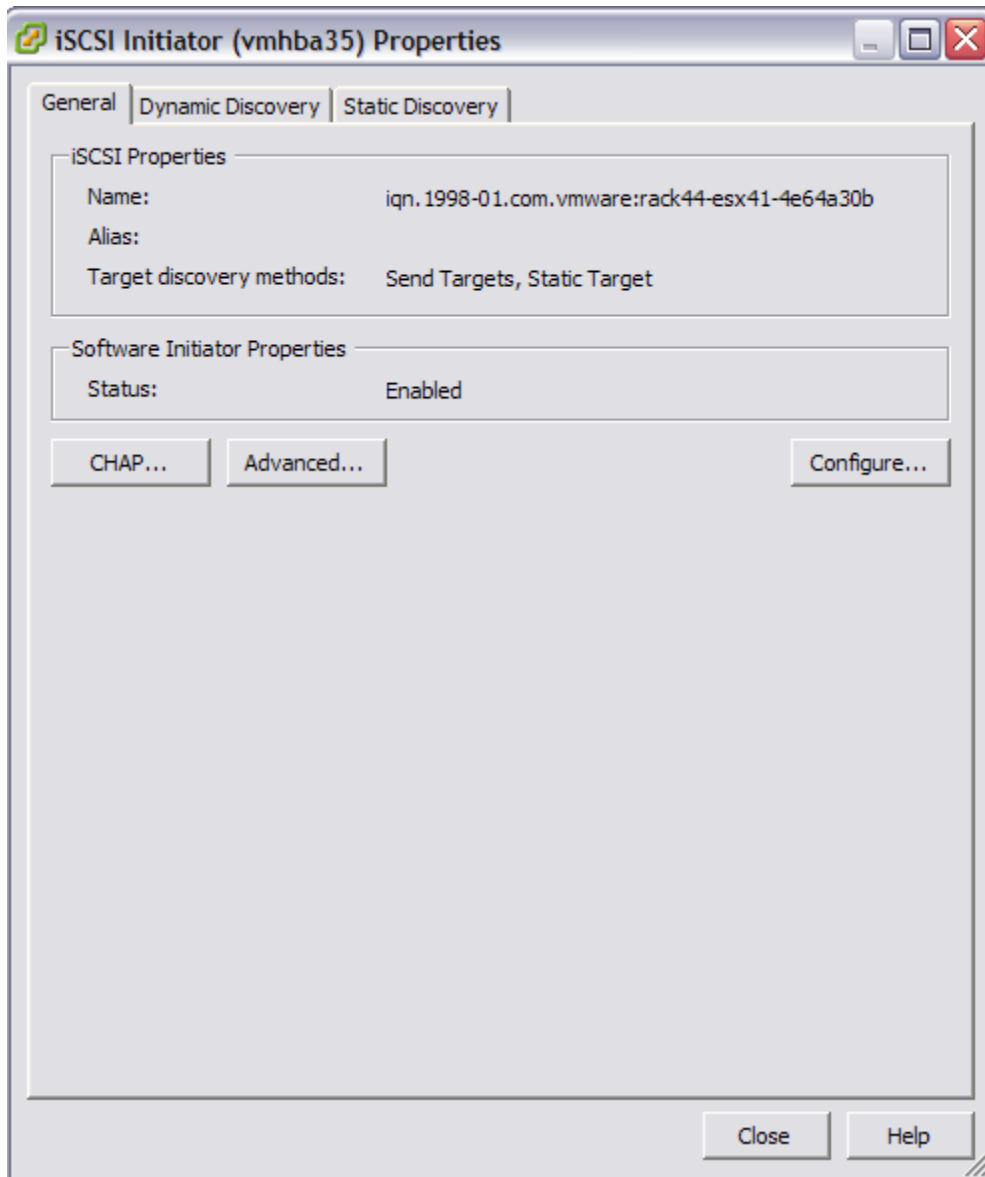 iSCSI Initiator (vmhba35) Properties
General Dynamic Discovery Static Discovery
iSCSI Properties
Name: iqn.1998-01.com.vmware:rack44-esx41-4e64a30b
Alias:
Target discovery methods: Send Targets, Static Target
Software Initiator Properties
Status: Enabled
CHAP... Advanced... Configure...
Close Help